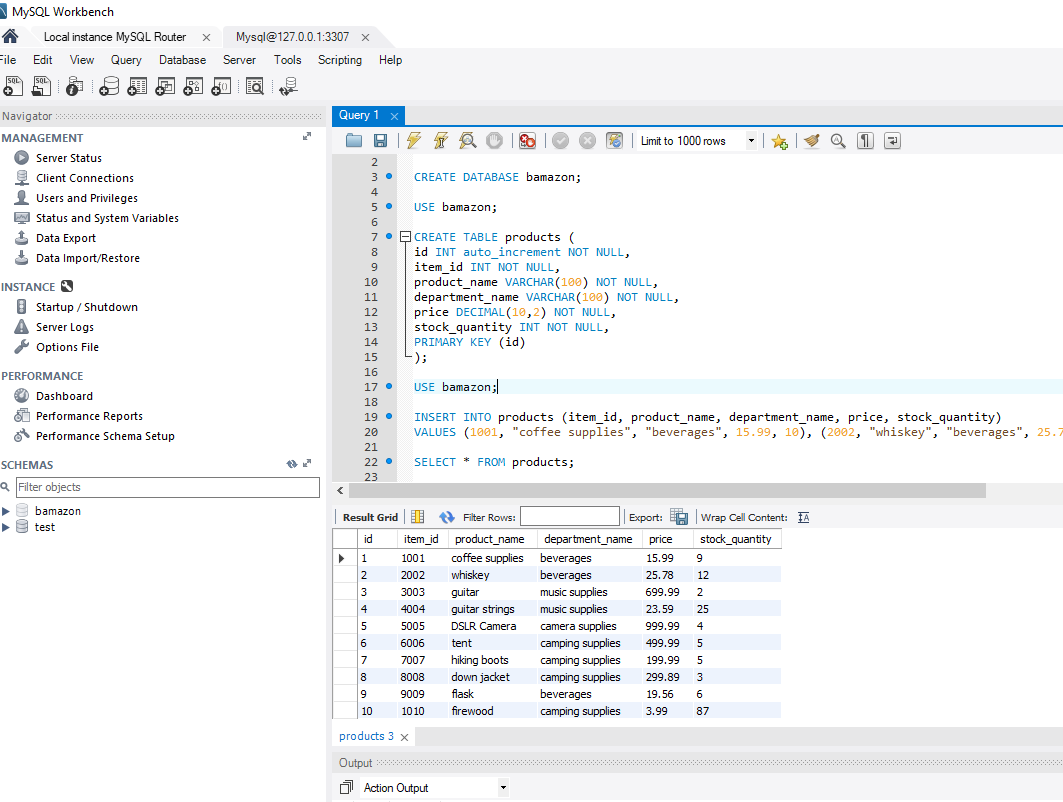 MySQL Workbench
Local instance MySQL Router
Mysql@127.0.0.1:3307
File Edit View Query Database Server Tools Scripting Help
Navigator
MANAGEMENT
Server Status
Client Connections
Users and Privileges
Status and System Variables
Data Export
Data Import/Restore
INSTANCE
Startup / Shutdown
Server Logs
Options File
PERFORMANCE
Dashboard
Performance Reports
Performance Schema Setup
SCHEMAS
Filter objects
bamazon
test
Query 1
Limit to 1000 rows
2
3 CREATE DATABASE bamazon;
4
5 USE bamazon;
6
7 CREATE TABLE products (
8 id INT auto_increment NOT NULL,
9 item_id INT NOT NULL,
10 product_name VARCHAR(100) NOT NULL,
11 department_name VARCHAR(100) NOT NULL,
12 price DECIMAL(10,2) NOT NULL,
13 stock_quantity INT NOT NULL,
14 PRIMARY KEY (id)
15 );
16
17 USE bamazon;
18
19 INSERT INTO products (item_id, product_name, department_name, price, stock_quantity)
20 VALUES (1001, "coffee supplies", "beverages", 15.99, 10), (2002, "whiskey", "beverages", 25.7
21
22 SELECT * FROM products;
23
Result Grid Filter Rows: Export: Wrap Cell Content:
id item_id product_name department_name price stock_quantity
1 1001 coffee supplies beverages 15.99 9
2 2002 whiskey beverages 25.78 12
3 3003 guitar music supplies 699.99 2
4 4004 guitar strings music supplies 23.59 25
5 5005 DSLR Camera camera supplies 999.99 4
6 6006 tent camping supplies 499.99 5
7 7007 hiking boots camping supplies 199.99 5
8 8008 down jacket camping supplies 299.89 3
9 9009 flask beverages 19.56 6
10 1010 firewood camping supplies 3.99 87
products 3
Output
Action Output